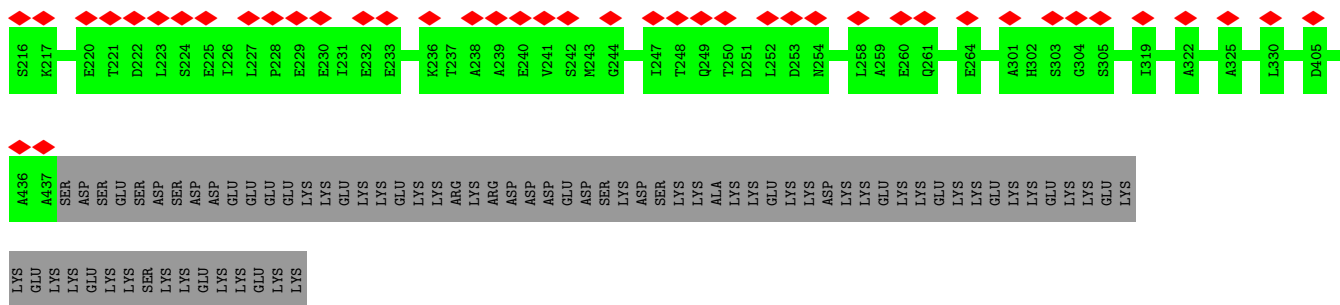 S216 K217 E220 T221 D222 L223 S224 E225 I226 L227 P228 E229 E230 I231 E232 E233 K236 T237 A238 A239 E240 V241 S242 M243 G244 I247 T248 Q249 T250 D251 L252 D253 N254 L258 A259 E260 Q261 E264 A301 H302 S303 G304 S305 I319 A322 A325 L330 D405
A436 A437 SER ASP SER GLU SER ASP SER ASP ASP GLU GLU GLU GLU LYS LYS GLU LYS LYS GLU LYS LYS ARG LYS ARG ASP ASP ASP GLU ASP SER LYS ASP SER LYS LYS ALA LYS LYS GLU LYS LYS ASP LYS LYS GLU LYS LYS GLU LYS LYS GLU LYS LYS GLU LYS LYS GLU LYS
LYS GLU LYS LYS GLU LYS LYS SER LYS LYS GLU LYS LYS GLU LYS LYS